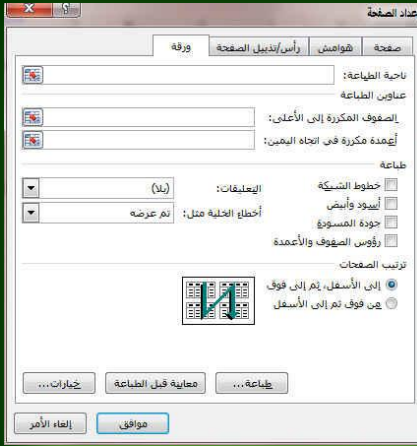 إعداد الصفحة
صفحة هوامش رأس/تذييل الصفحة ورقة
ناحية الطباعة:
عناوين الطباعة
الصفوف المكررة إلى الأعلى:
أعمدة مكررة في اتجاه اليمين:
طباعة
خطوط الشبكة التعليقات: (بلا)
أسود وأبيض أخطاء الخلية مثل: تم عرضه
جودة المسودة
رؤوس الصفوف والأعمدة
ترتيب الصفحات
إلى الأسفل، ثم إلى فوق
من فوق ثم إلى الأسفل
طباعة... معاينة قبل الطباعة خيارات...
موافق إلغاء الأمر